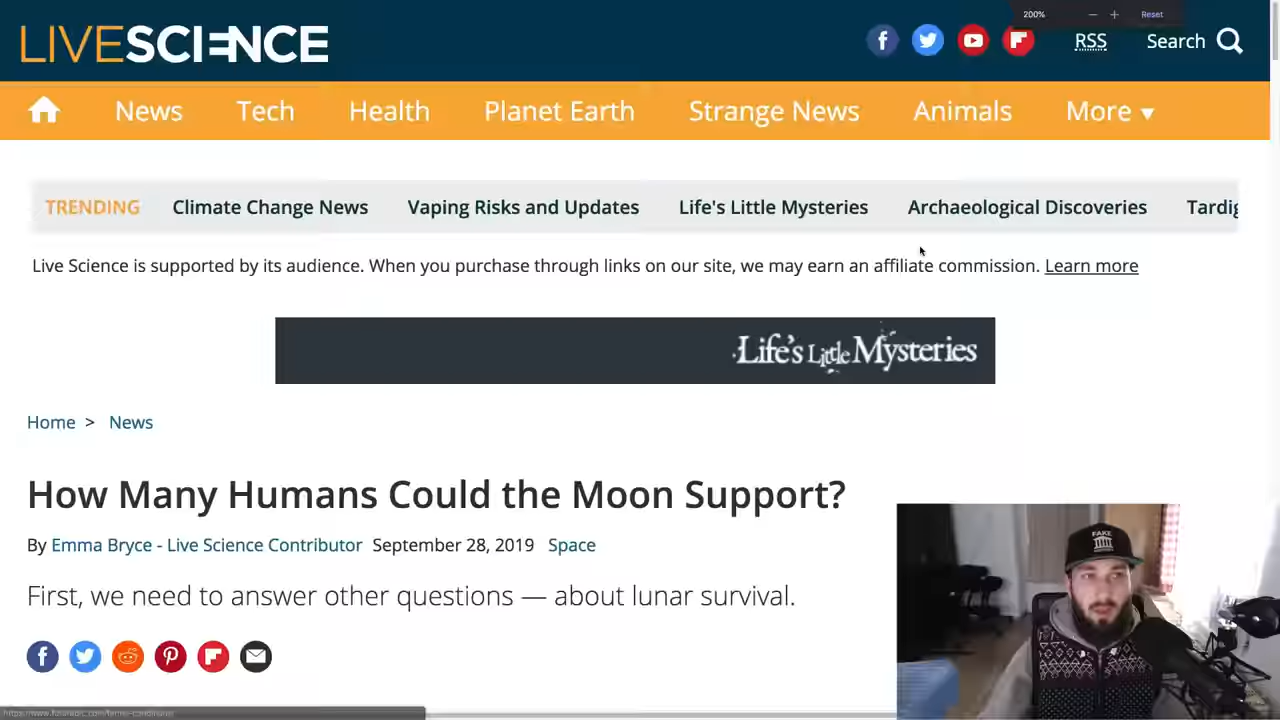 200% − + Reset
LIVESCIENCE
RSS Search
News Tech Health Planet Earth Strange News Animals More ▼
TRENDING Climate Change News Vaping Risks and Updates Life's Little Mysteries Archaeological Discoveries Tardig
Live Science is supported by its audience. When you purchase through links on our site, we may earn an affiliate commission. Learn more
Life's Little Mysteries
Home > News
How Many Humans Could the Moon Support?
By Emma Bryce - Live Science Contributor September 28, 2019 Space
First, we need to answer other questions — about lunar survival.
FAKE